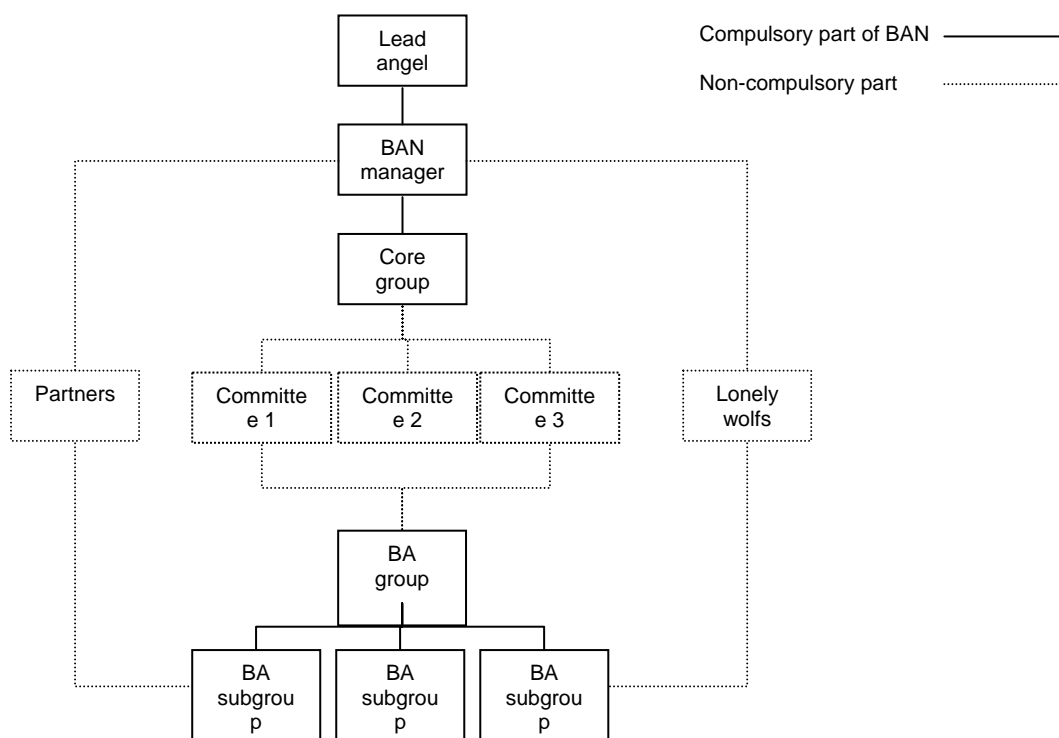 Lead
angel
Compulsory part of BAN
Non-compulsory part
BAN
manager
Core
group
Partners
Committe
e 1
Committe
e 2
Committe
e 3
Lonely
wolfs
BA
group
BA
subgrou
p
BA
subgrou
p
BA
subgrou
p